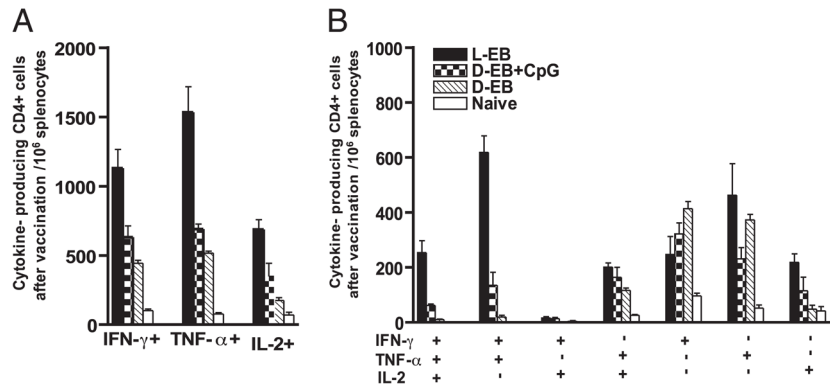 A
Cytokine- producing CD4+ cells
after vaccination /10⁶ splenocytes
2000
1500
1000
500
0
IFN-γ+ TNF-α+ IL-2+
B
Cytokine- producing CD4+ cells
after vaccination /10⁶ splenocytes
1000
800
600
400
200
0
L-EB
D-EB+CpG
D-EB
Naive
IFN-γ + + + - + - -
TNF-α + + - + - + -
IL-2 + - + + - - +